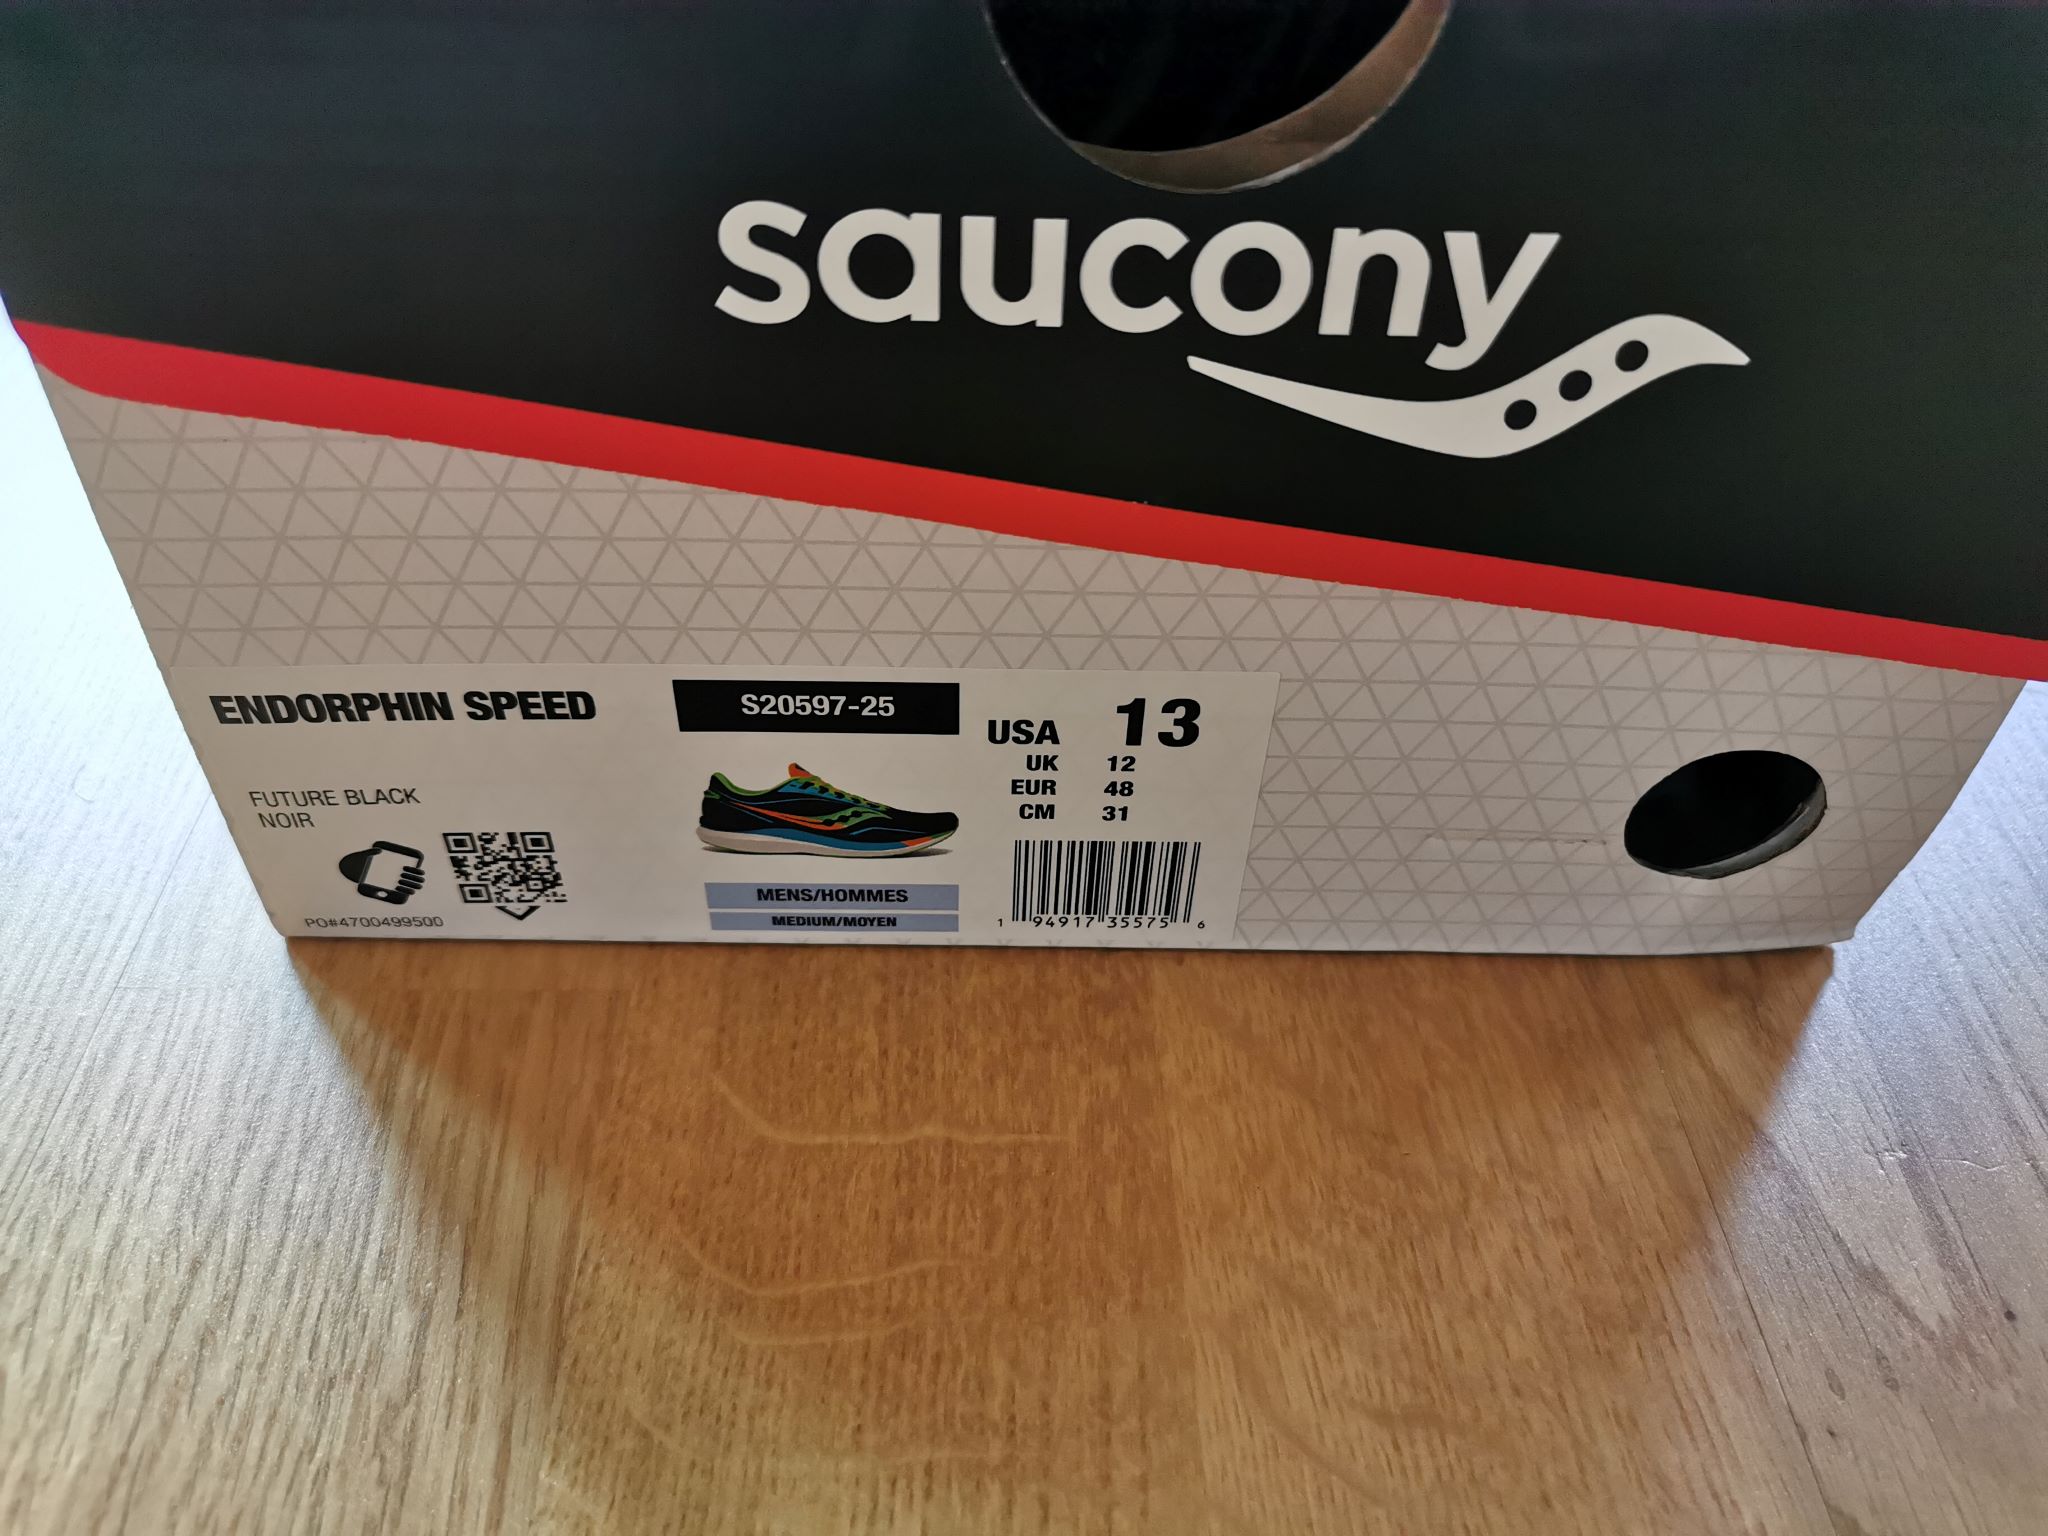 saucony
ENDORPHIN SPEED
FUTURE BLACK
NOIR
PO#4700499500
S20597-25
MENS/HOMMES
MEDIUM/MOYEN
USA 13
UK 12
EUR 48
CM 31
1 94917 35575 6